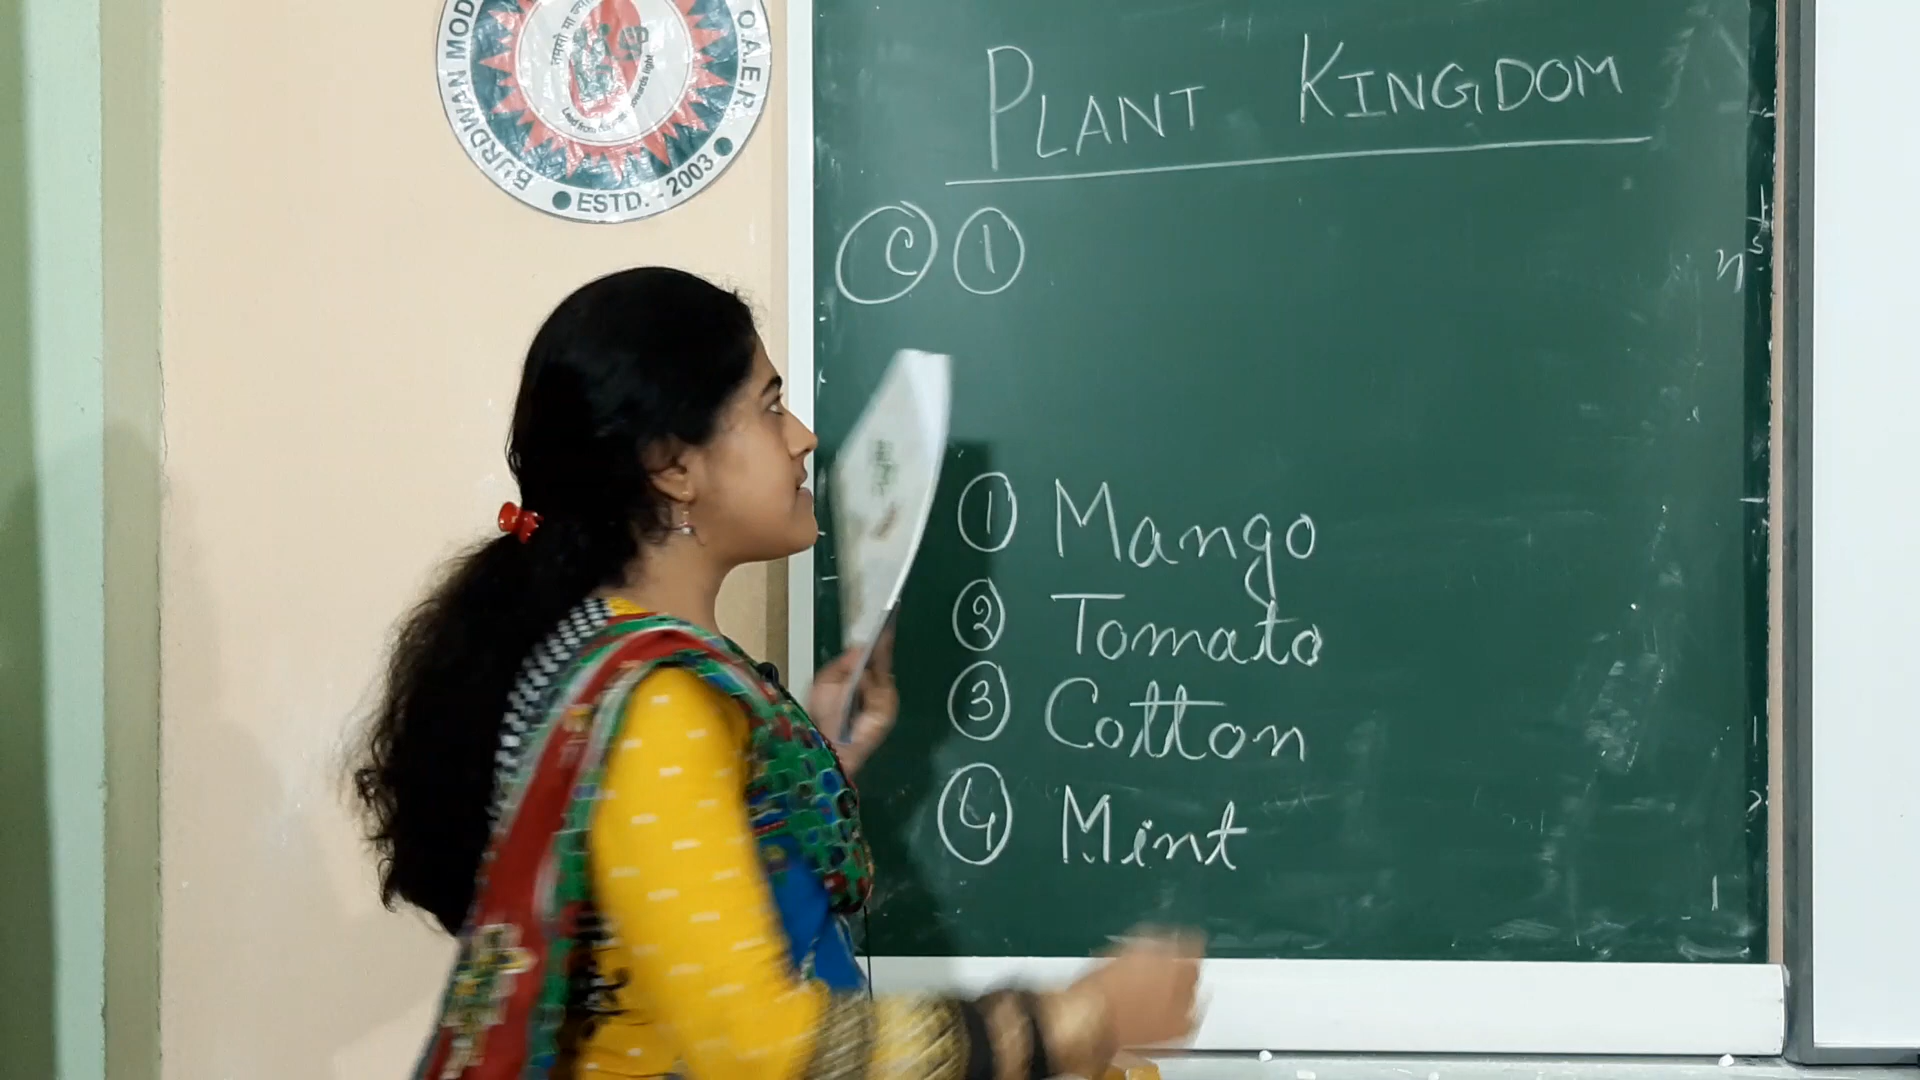 BURDWAN MOD
O.A.E.R
ESTD. - 2003
PLANT KINGDOM
C 1
1 Mango
2 Tomato
3 Cotton
4 Mint